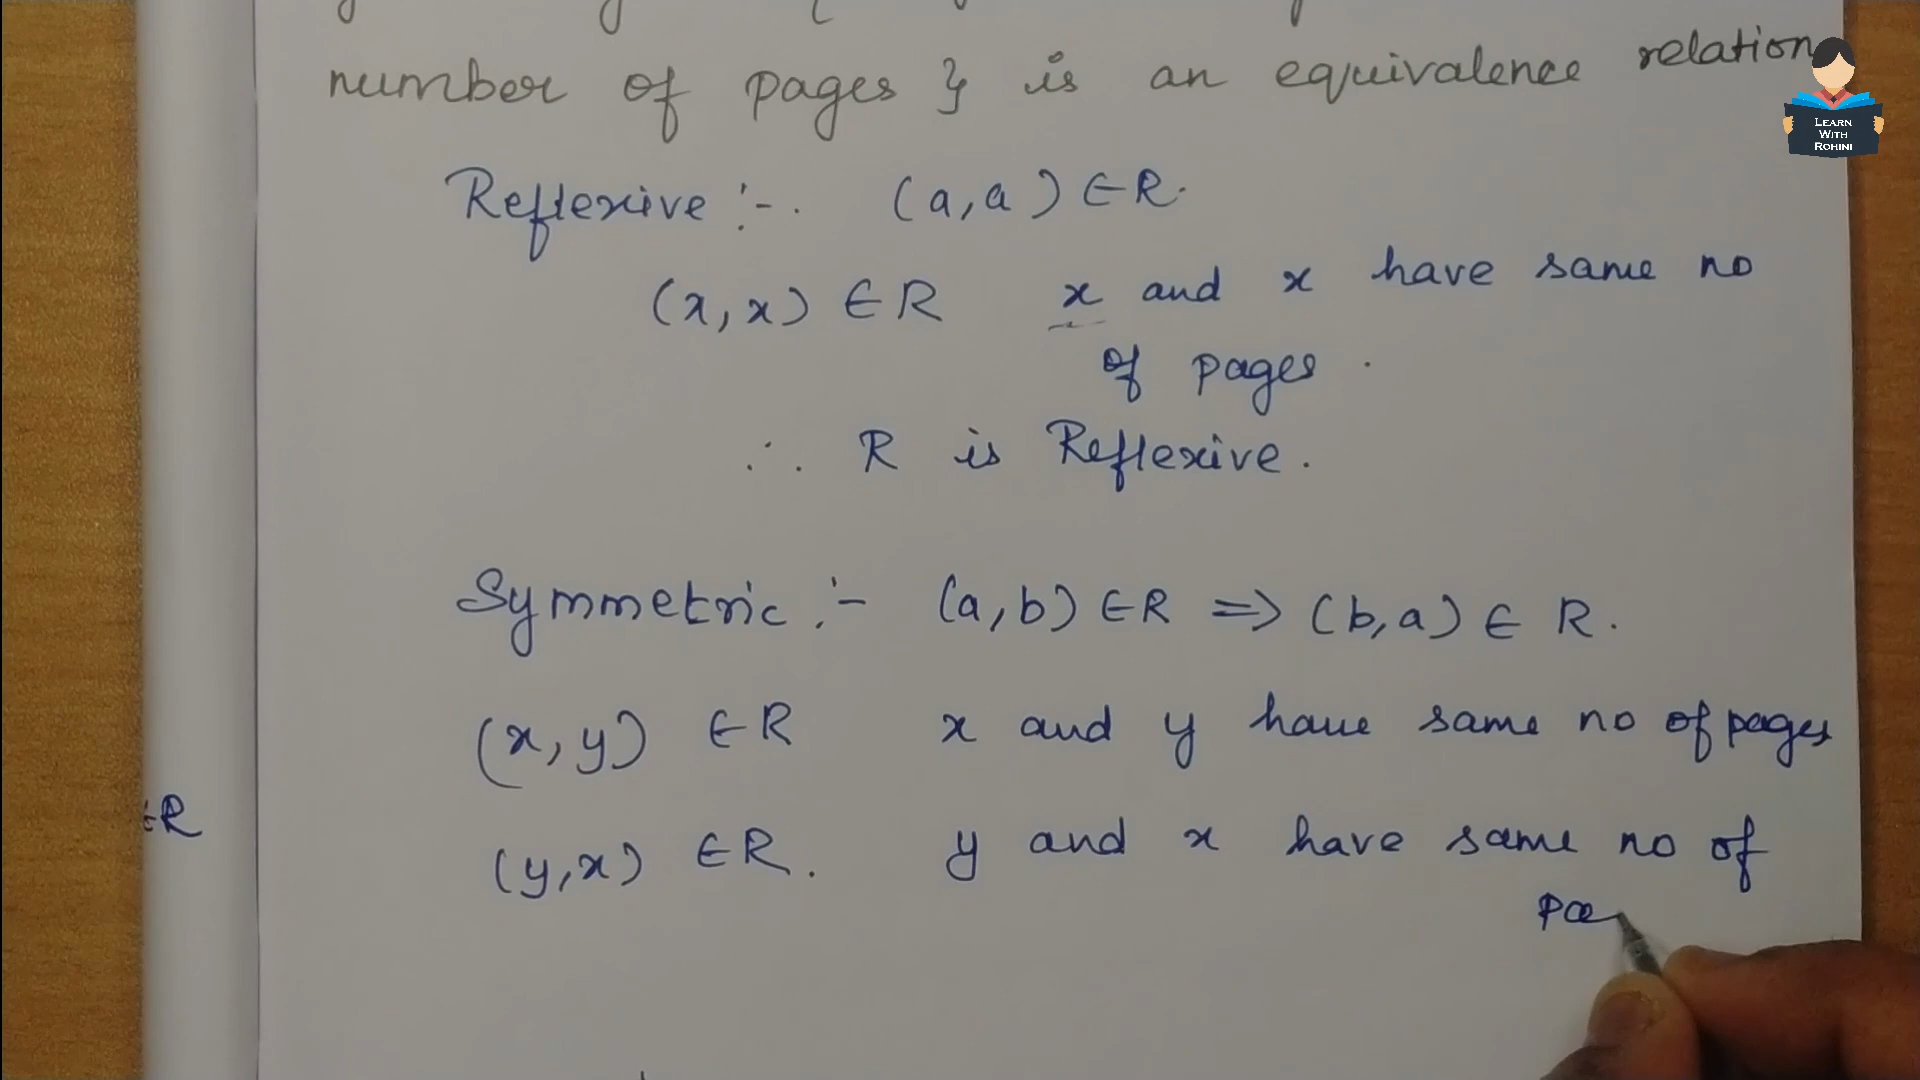 number of pages } is an equivalence relation
LEARN
WITH
ROHINI
Reflexive :- . (a,a) ∈ R.
(x,x) ∈ R x and x have same no
of pages .
∴ R is Reflexive.
Symmetric :- (a,b) ∈ R => (b,a) ∈ R.
(x,y) ∈ R x and y have same no of pages
∈R
(y,x) ∈ R. y and x have same no of
pa